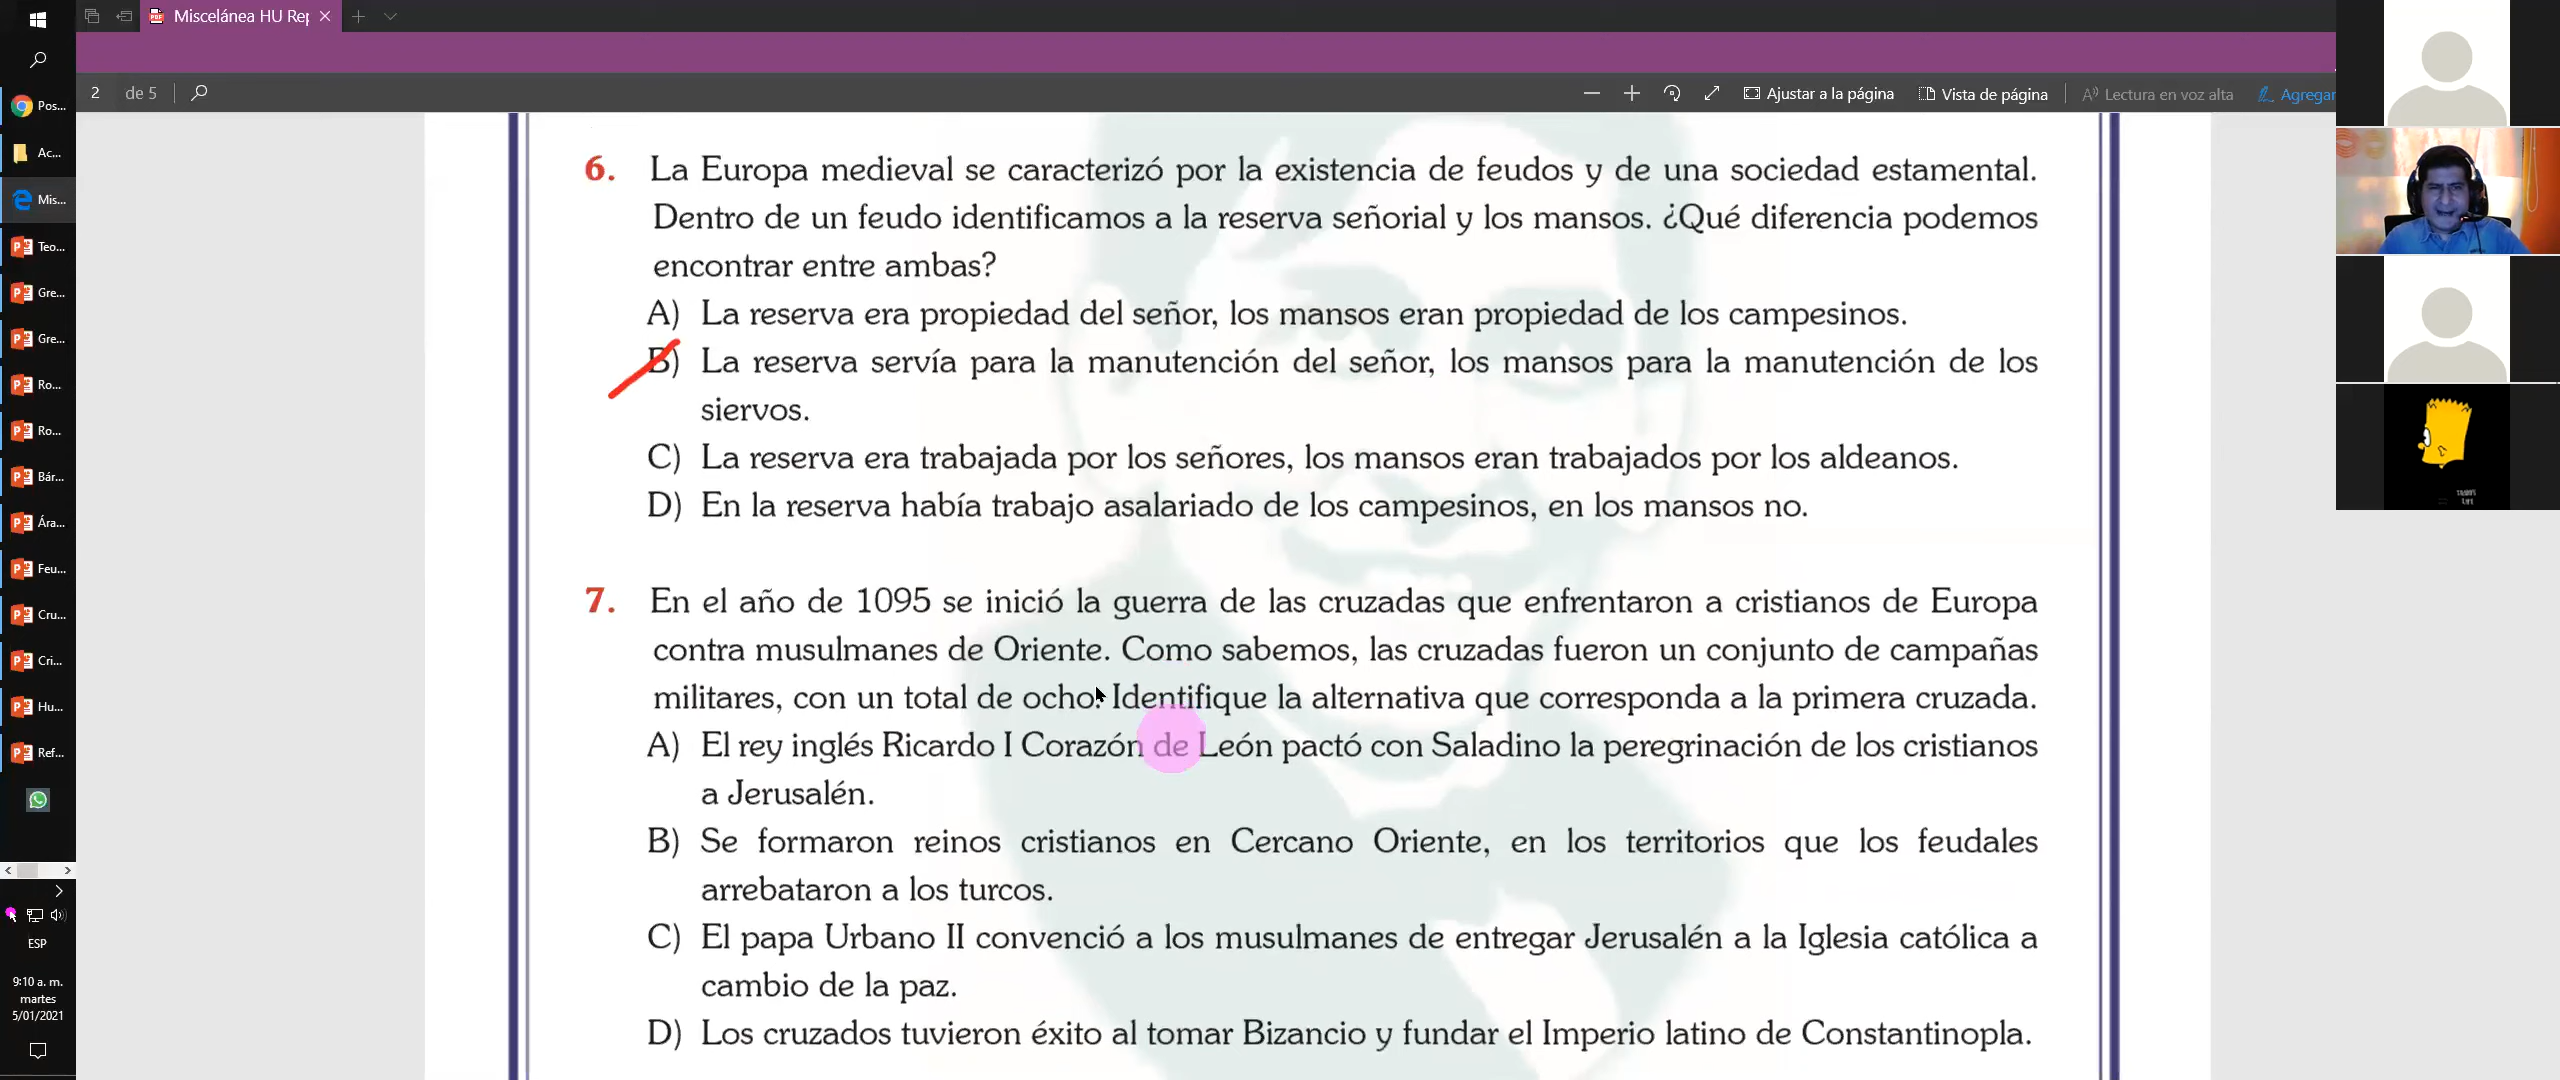 Miscelánea HU Rep
2 de 5
Ajustar a la página
Vista de página
Lectura en voz alta
Agregar
Pos...
Ac...
Mis...
Teo...
Gre...
Gre...
Ro...
Ro...
Bár...
Ára...
Feu...
Cru...
Cri...
Hu...
Ref...
ESP
9:10 a. m.
martes
5/01/2021
6. La Europa medieval se caracterizó por la existencia de feudos y de una sociedad estamental.
Dentro de un feudo identificamos a la reserva señorial y los mansos. ¿Qué diferencia podemos
encontrar entre ambas?
A) La reserva era propiedad del señor, los mansos eran propiedad de los campesinos.
B) La reserva servía para la manutención del señor, los mansos para la manutención de los
siervos.
C) La reserva era trabajada por los señores, los mansos eran trabajados por los aldeanos.
D) En la reserva había trabajo asalariado de los campesinos, en los mansos no.
7. En el año de 1095 se inició la guerra de las cruzadas que enfrentaron a cristianos de Europa
contra musulmanes de Oriente. Como sabemos, las cruzadas fueron un conjunto de campañas
militares, con un total de ocho. Identifique la alternativa que corresponda a la primera cruzada.
A) El rey inglés Ricardo I Corazón de León pactó con Saladino la peregrinación de los cristianos
a Jerusalén.
B) Se formaron reinos cristianos en Cercano Oriente, en los territorios que los feudales
arrebataron a los turcos.
C) El papa Urbano II convenció a los musulmanes de entregar Jerusalén a la Iglesia católica a
cambio de la paz.
D) Los cruzados tuvieron éxito al tomar Bizancio y fundar el Imperio latino de Constantinopla.